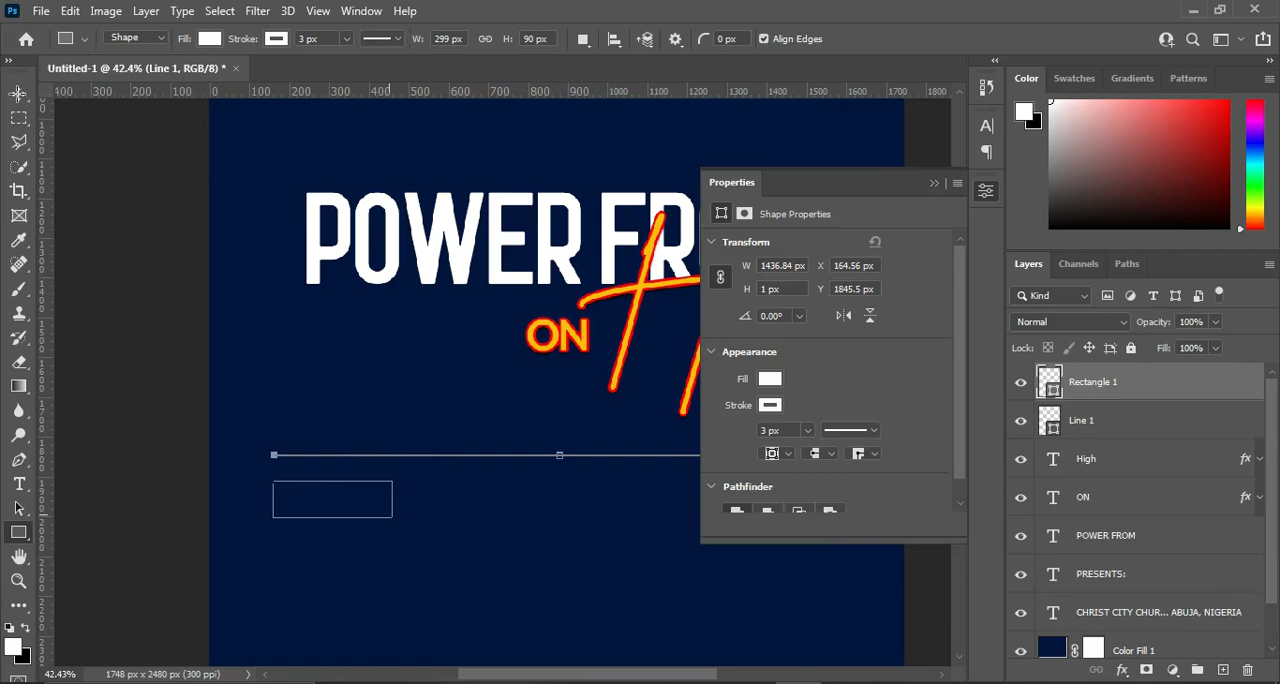 Ps File Edit Image Layer Type Select Filter 3D View Window Help
Shape Fill: Stroke: 3 px W: 299 px H: 90 px 0 px Align Edges
Untitled-1 @ 42.4% (Line 1, RGB/8) * ×
400 300 200 100 0 100 200 300 400 500 600 700 800 900 1000 1100 1200 1300 1400 1500 1600 1700 1800
Color Swatches Gradients Patterns
POWER FR
ON
Properties
Shape Properties
Transform
W 1436.84 px X 164.56 px
H 1 px Y 1845.5 px
0.00°
Appearance
Fill
Stroke
3 px
Pathfinder
Layers Channels Paths
Kind
Normal Opacity: 100%
Lock: Fill: 100%
Rectangle 1
Line 1
T High fx
T ON fx
T POWER FROM
T PRESENTS:
T CHRIST CITY CHUR... ABUJA, NIGERIA
Color Fill 1
42.43% 1748 px x 2480 px (300 ppi)